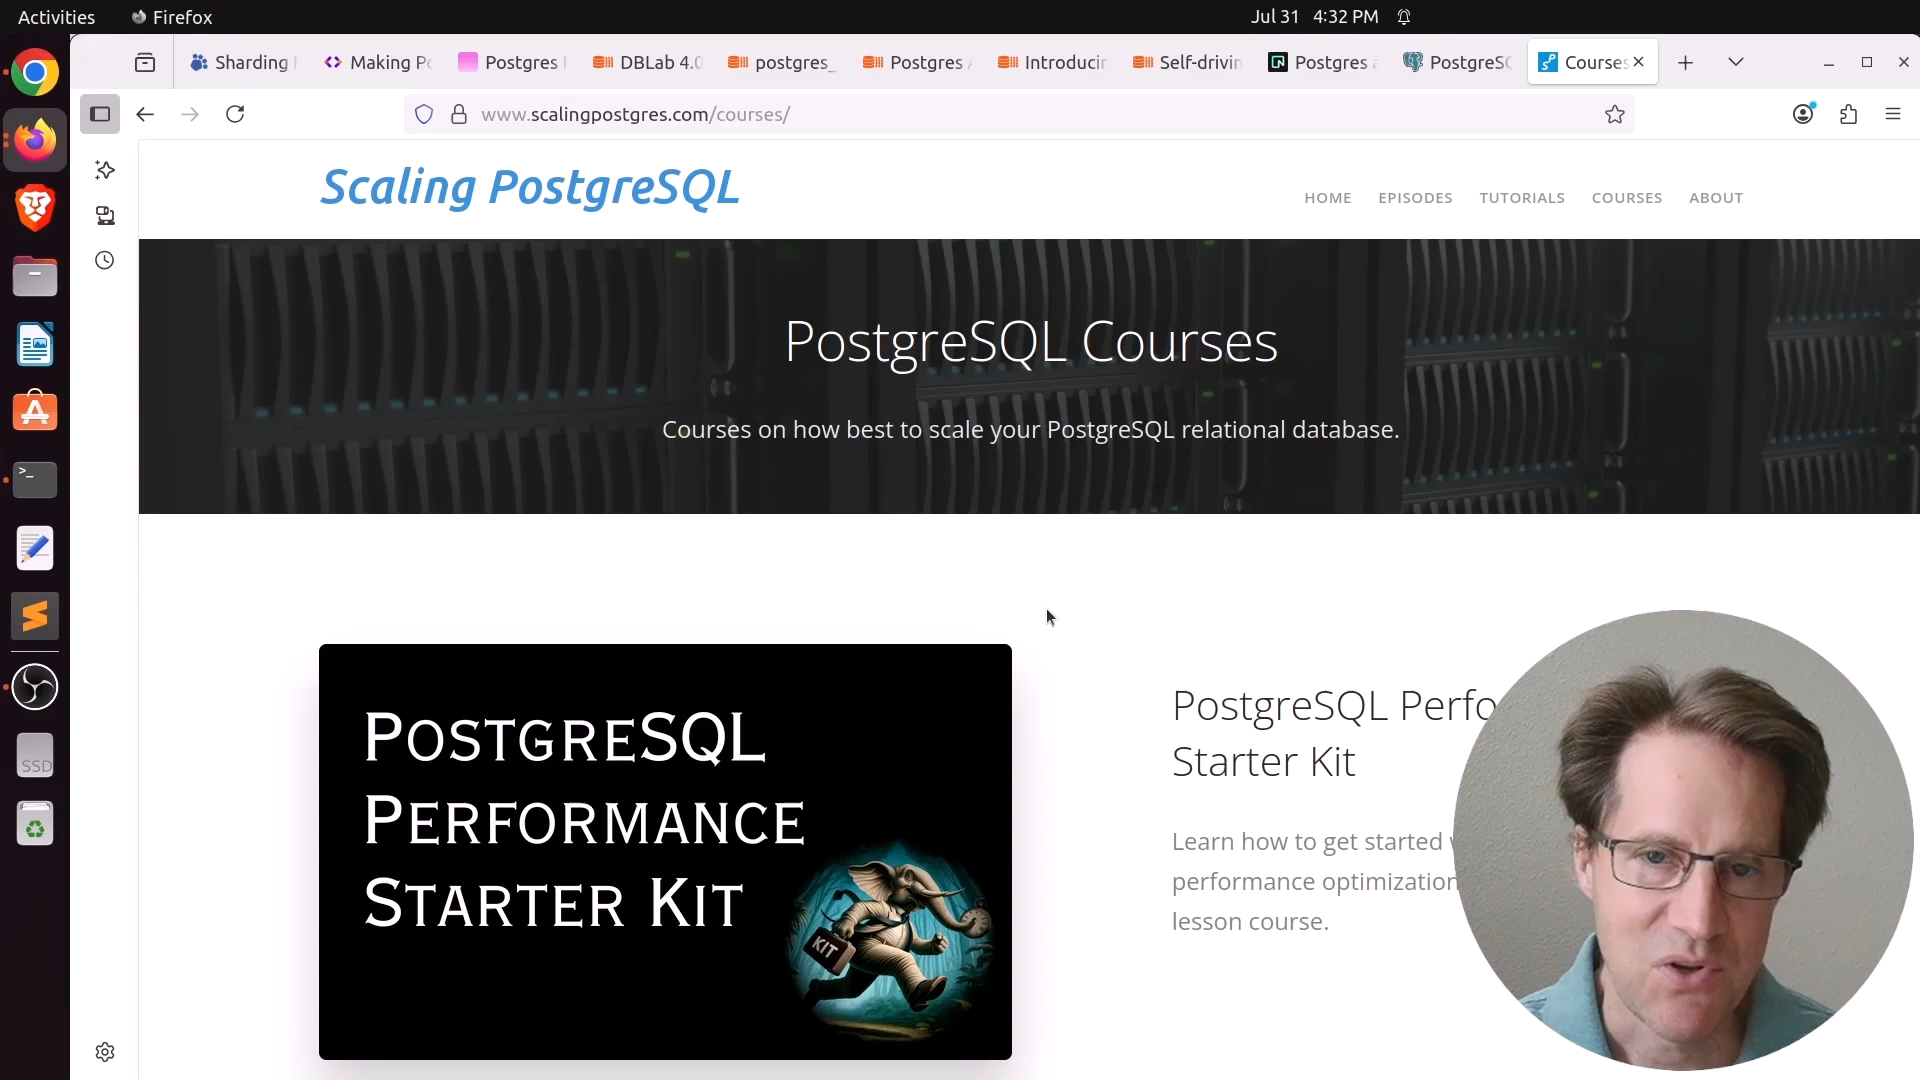 Activities
Firefox
Jul 31 4:32 PM
Sharding
Making Po
Postgres
DBLab 4.0
postgres_
Postgres
Introducin
Self-drivin
Postgres
PostgreSQ
Courses
www.scalingpostgres.com/courses/
Scaling PostgreSQL
HOME
EPISODES
TUTORIALS
COURSES
ABOUT
PostgreSQL Courses
Courses on how best to scale your PostgreSQL relational database.
POSTGRESQL
PERFORMANCE
STARTER KIT
KIT
PostgreSQL Perfo
Starter Kit
Learn how to get started
performance optimization
lesson course.
SSD